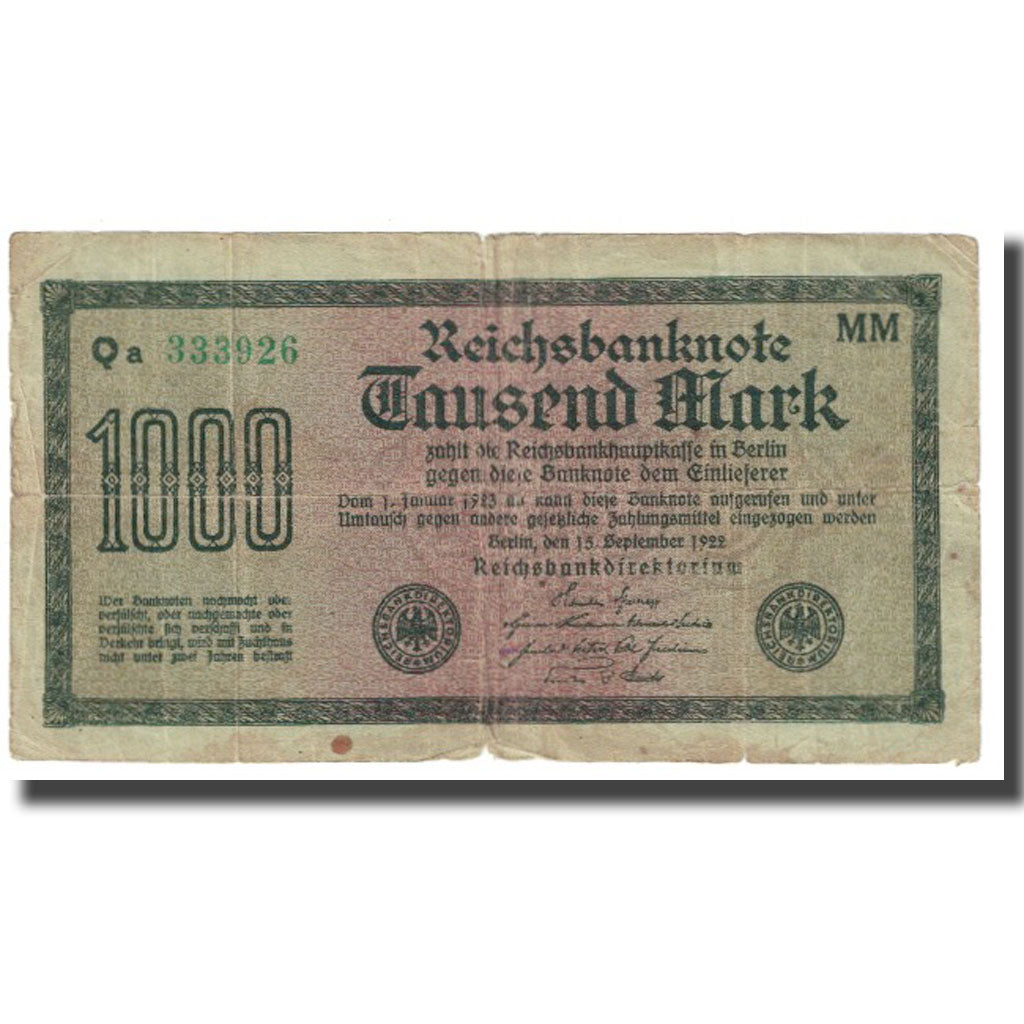 Qa 333926
MM
Reichsbanknote
Tausend Mark
1000
zahlt die Reichsbankhauptkasse in Berlin
gegen diese Banknote dem Einlieferer
Vom 1. Januar 1923 ab kann diese Banknote aufgerufen und unter
Umtausch gegen andere gesetzliche Zahlungsmittel eingezogen werden
Berlin, den 15. September 1922
Reichsbankdirektorium
Wer Banknoten nachmacht oder
verfälscht, oder nachgemachte oder
verfälschte sich verschafft und in
Verkehr bringt, wird mit Zuchthaus
nicht unter zwei Jahren bestraft
REICHSBANKDIREKTORIUM
REICHSBANKDIREKTORIUM